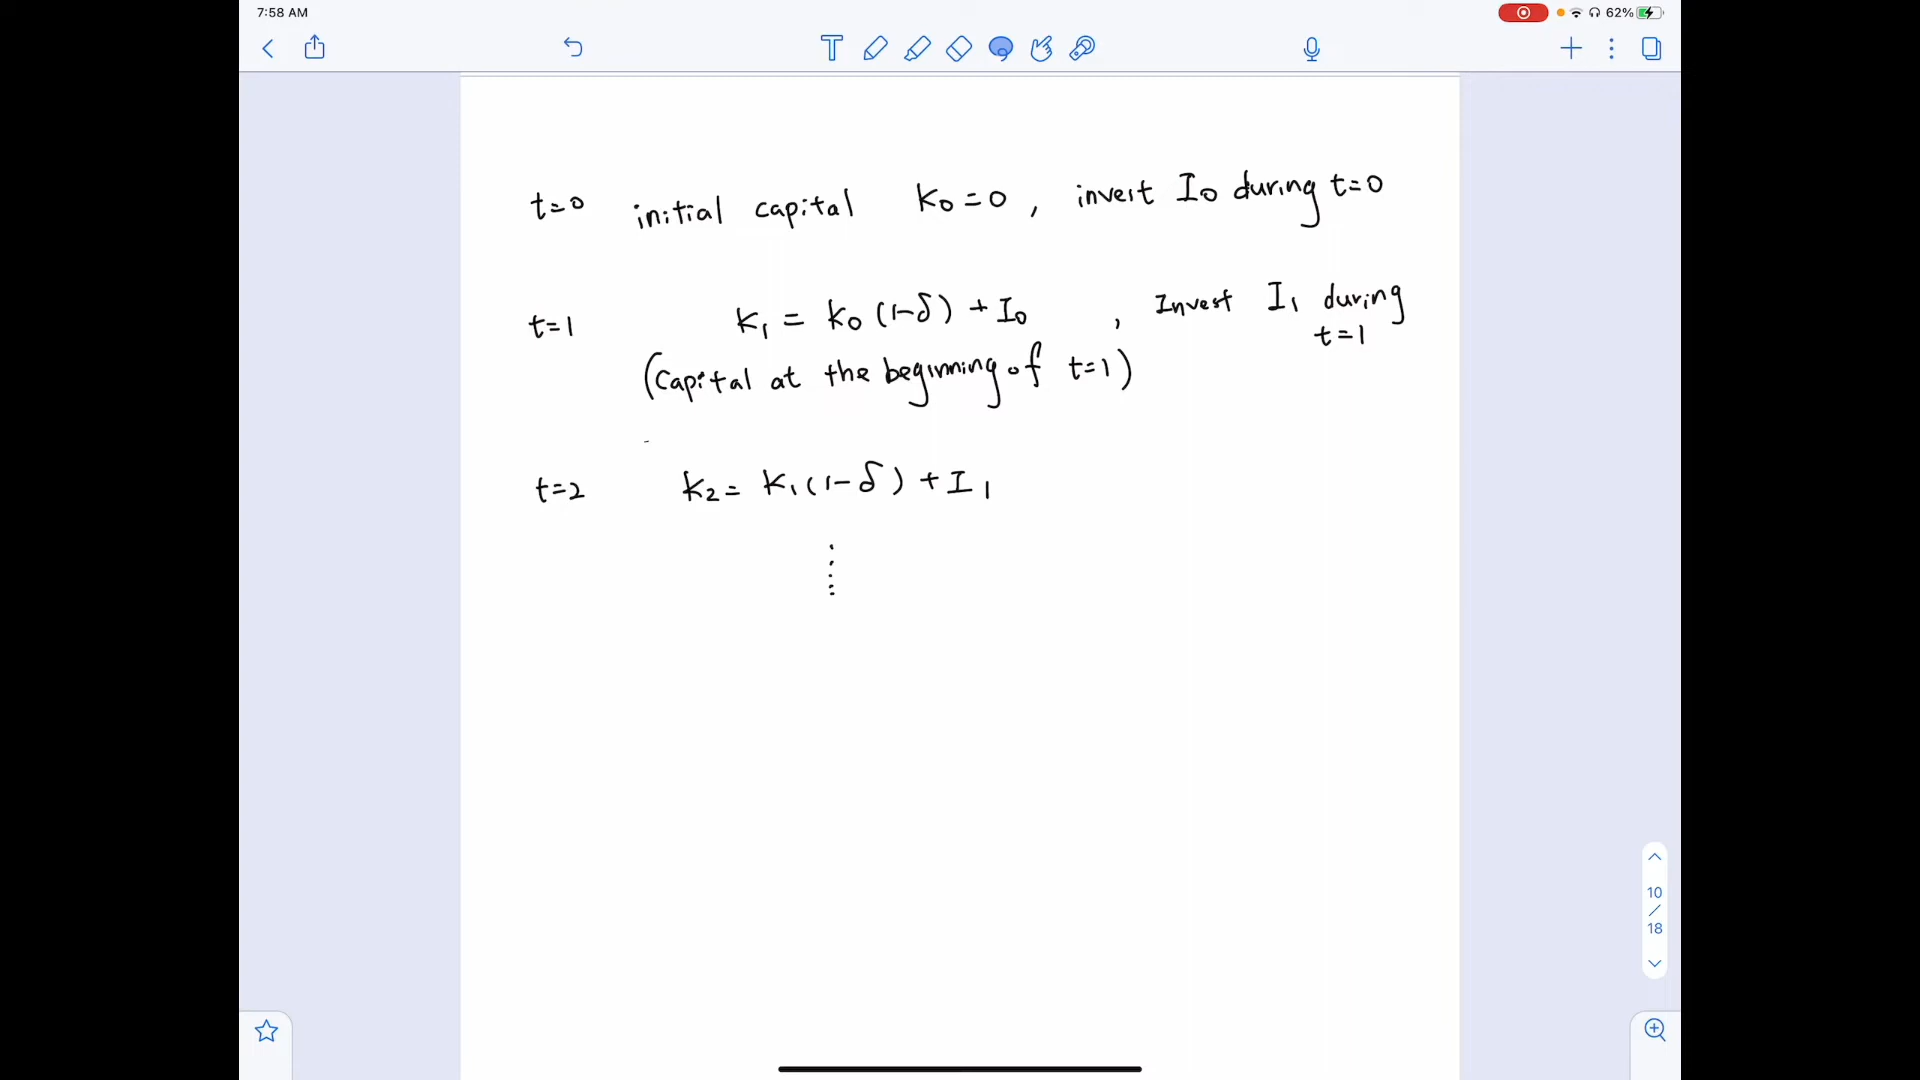 7:58 AM
62%
T
t=0 initial capital K₀=0, invest I₀ during t=0
t=1 K₁ = K₀(1-δ) + I₀, Invest I₁ during
t=1
(Capital at the beginning of t=1)
t=2 K₂ = K₁(1-δ) + I₁
⋮
10
/
18